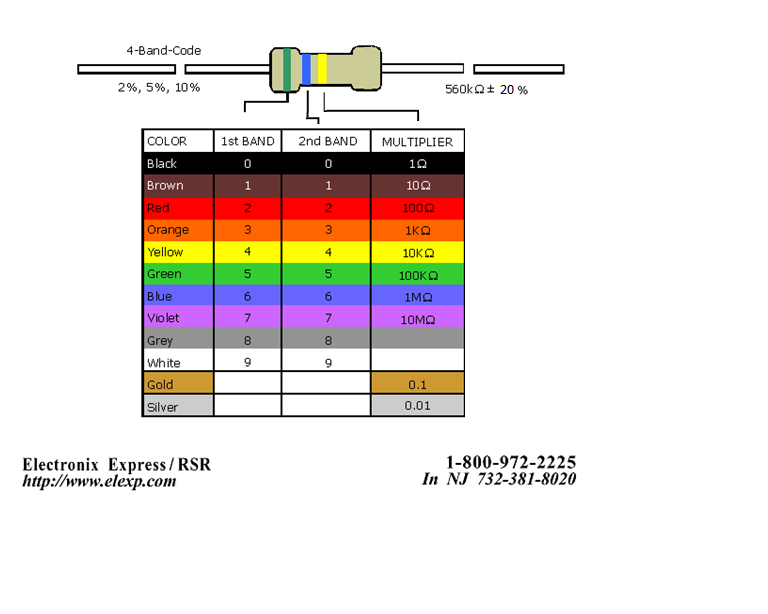 4-Band-Code
2%, 5%, 10%
560kΩ ± 20 %
COLOR 1st BAND 2nd BAND MULTIPLIER
Black 0 0 1Ω
Brown 1 1 10Ω
Red 2 2 100Ω
Orange 3 3 1KΩ
Yellow 4 4 10KΩ
Green 5 5 100KΩ
Blue 6 6 1MΩ
Violet 7 7 10MΩ
Grey 8 8
White 9 9
Gold 0.1
Silver 0.01
Electronix Express / RSR 1-800-972-2225
http://www.elexp.com In NJ 732-381-8020